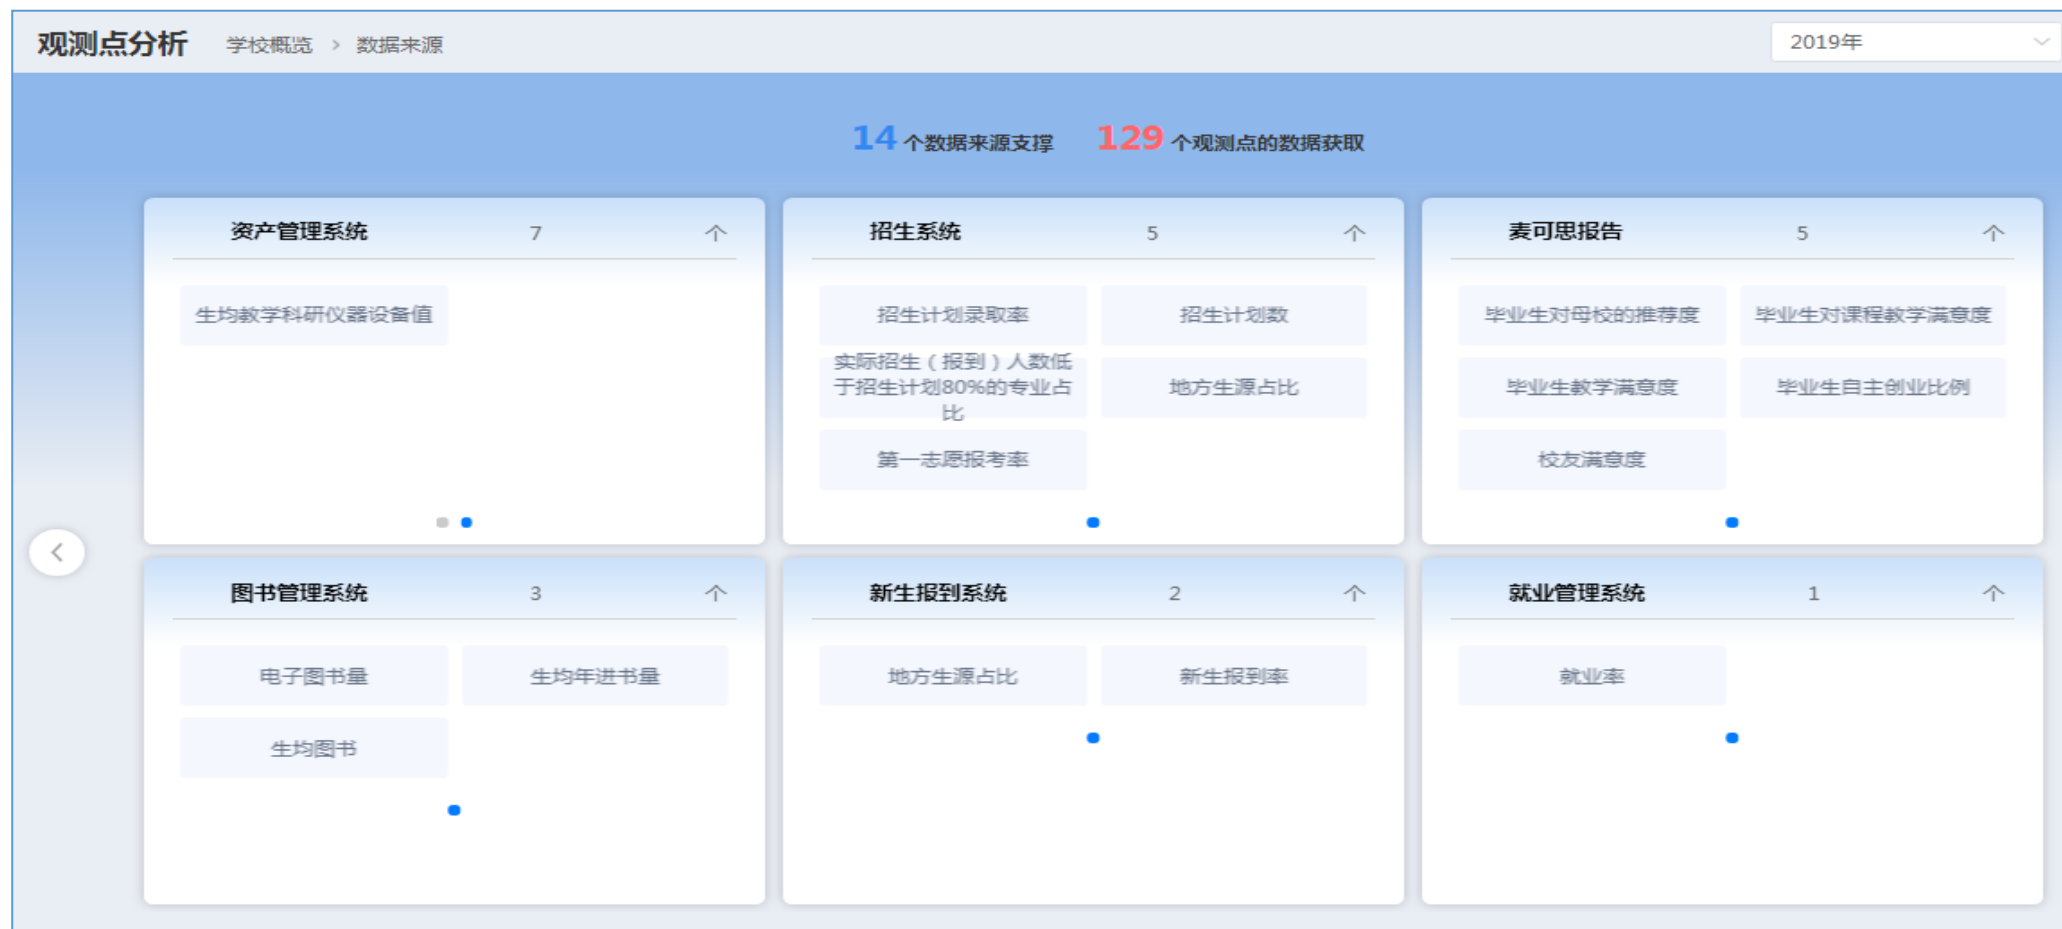 观测点分析 学校概览 > 数据来源 2019年
14 个数据来源支撑 129 个观测点的数据获取
资产管理系统 7 个
生均教学科研仪器设备值
招生系统 5 个
招生计划录取率 招生计划数
实际招生（报到）人数低
于招生计划80%的专业占
比
地方生源占比
第一志愿报考率
麦可思报告 5 个
毕业生对母校的推荐度 毕业生对课程教学满意度
毕业生教学满意度 毕业生自主创业比例
校友满意度
图书管理系统 3 个
电子图书量 生均年进书量
生均图书
新生报到系统 2 个
地方生源占比 新生报到率
就业管理系统 1 个
就业率